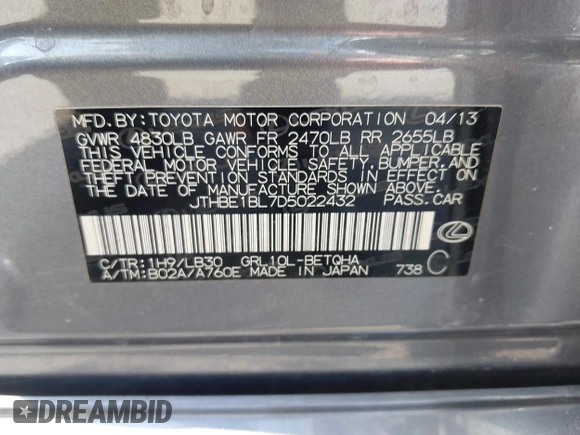 MFD.BY:TOYOTA MOTOR CORPORATION 04/13
GVWR 4830LB GAWR FR 2470LB RR 2655LB
THIS VEHICLE CONFORMS TO ALL APPLICABLE
FEDERAL MOTOR VEHICLE SAFETY,BUMPER,AND
THEFT PREVENTION STANDARDS IN EFFECT ON
THE DATE OF MANUFACTURE SHOWN ABOVE.
JTHBE1BL7D5022432 PASS.CAR
C/TR:1H9/LB30 GRL10L-BETQHA
A/TM:B02A/A760E MADE IN JAPAN 738 C
DREAMBID